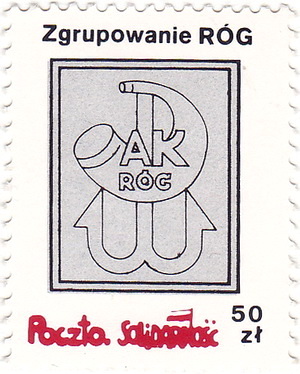 Zgrupowanie RÓG
AK
RÓG
Poczta Solidarność
50
zł